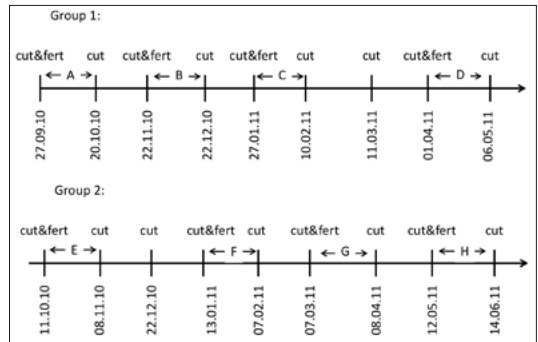 Group 1:
cut&fert cut cut&fert cut cut&fert cut cut cut&fert cut
← A → ← B → ← C → ← D →
27.09.10 20.10.10 22.11.10 22.12.10 27.01.11 10.02.11 11.03.11 01.04.11 06.05.11
Group 2:
cut&fert cut cut cut&fert cut cut&fert cut cut&fert cut
← E → ← F → ← G → ← H →
11.10.10 08.11.10 22.12.10 13.01.11 07.02.11 07.03.11 08.04.11 12.05.11 14.06.11